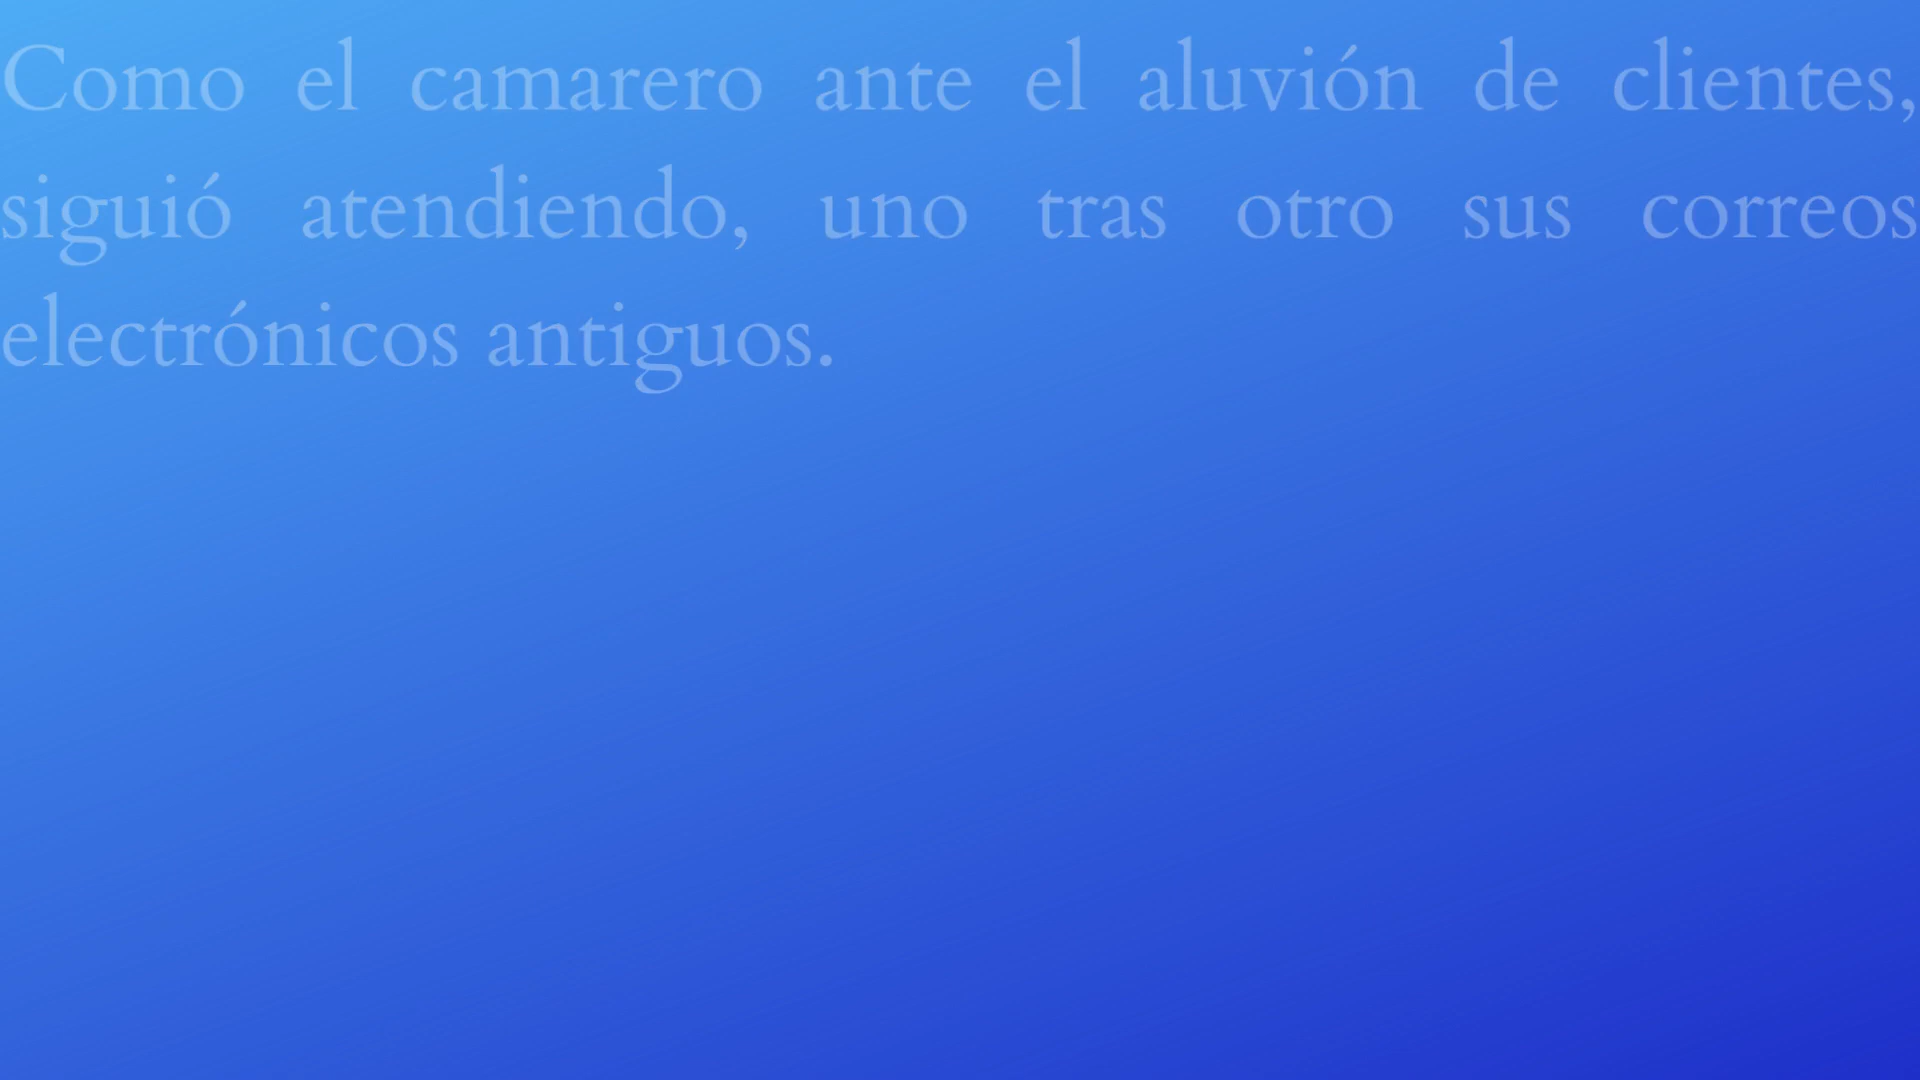 Como el camarero ante el aluvión de clientes,
siguió atendiendo, uno tras otro sus correos
electrónicos antiguos.